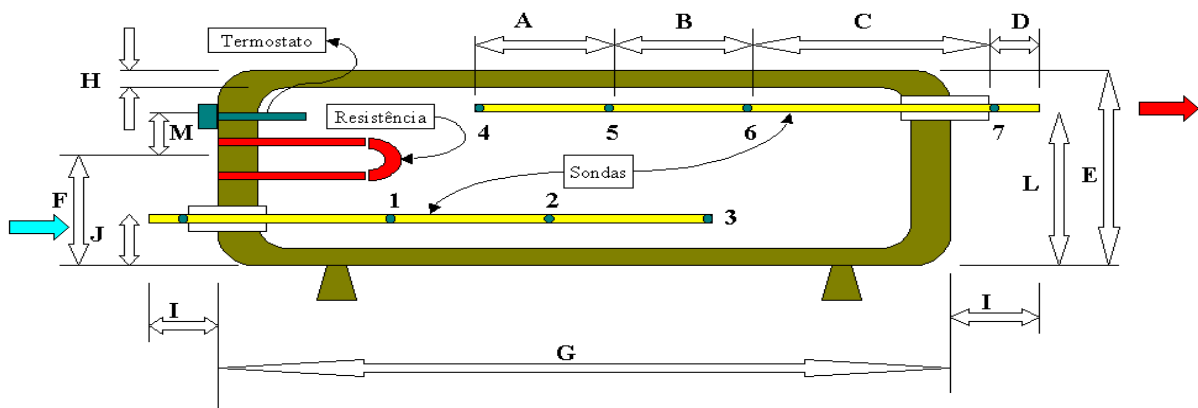 A
B
C
D
Termostato
H
M
Resistência
4
5
6
7
E
F
Sondas
L
J
1
2
3
I
I
G